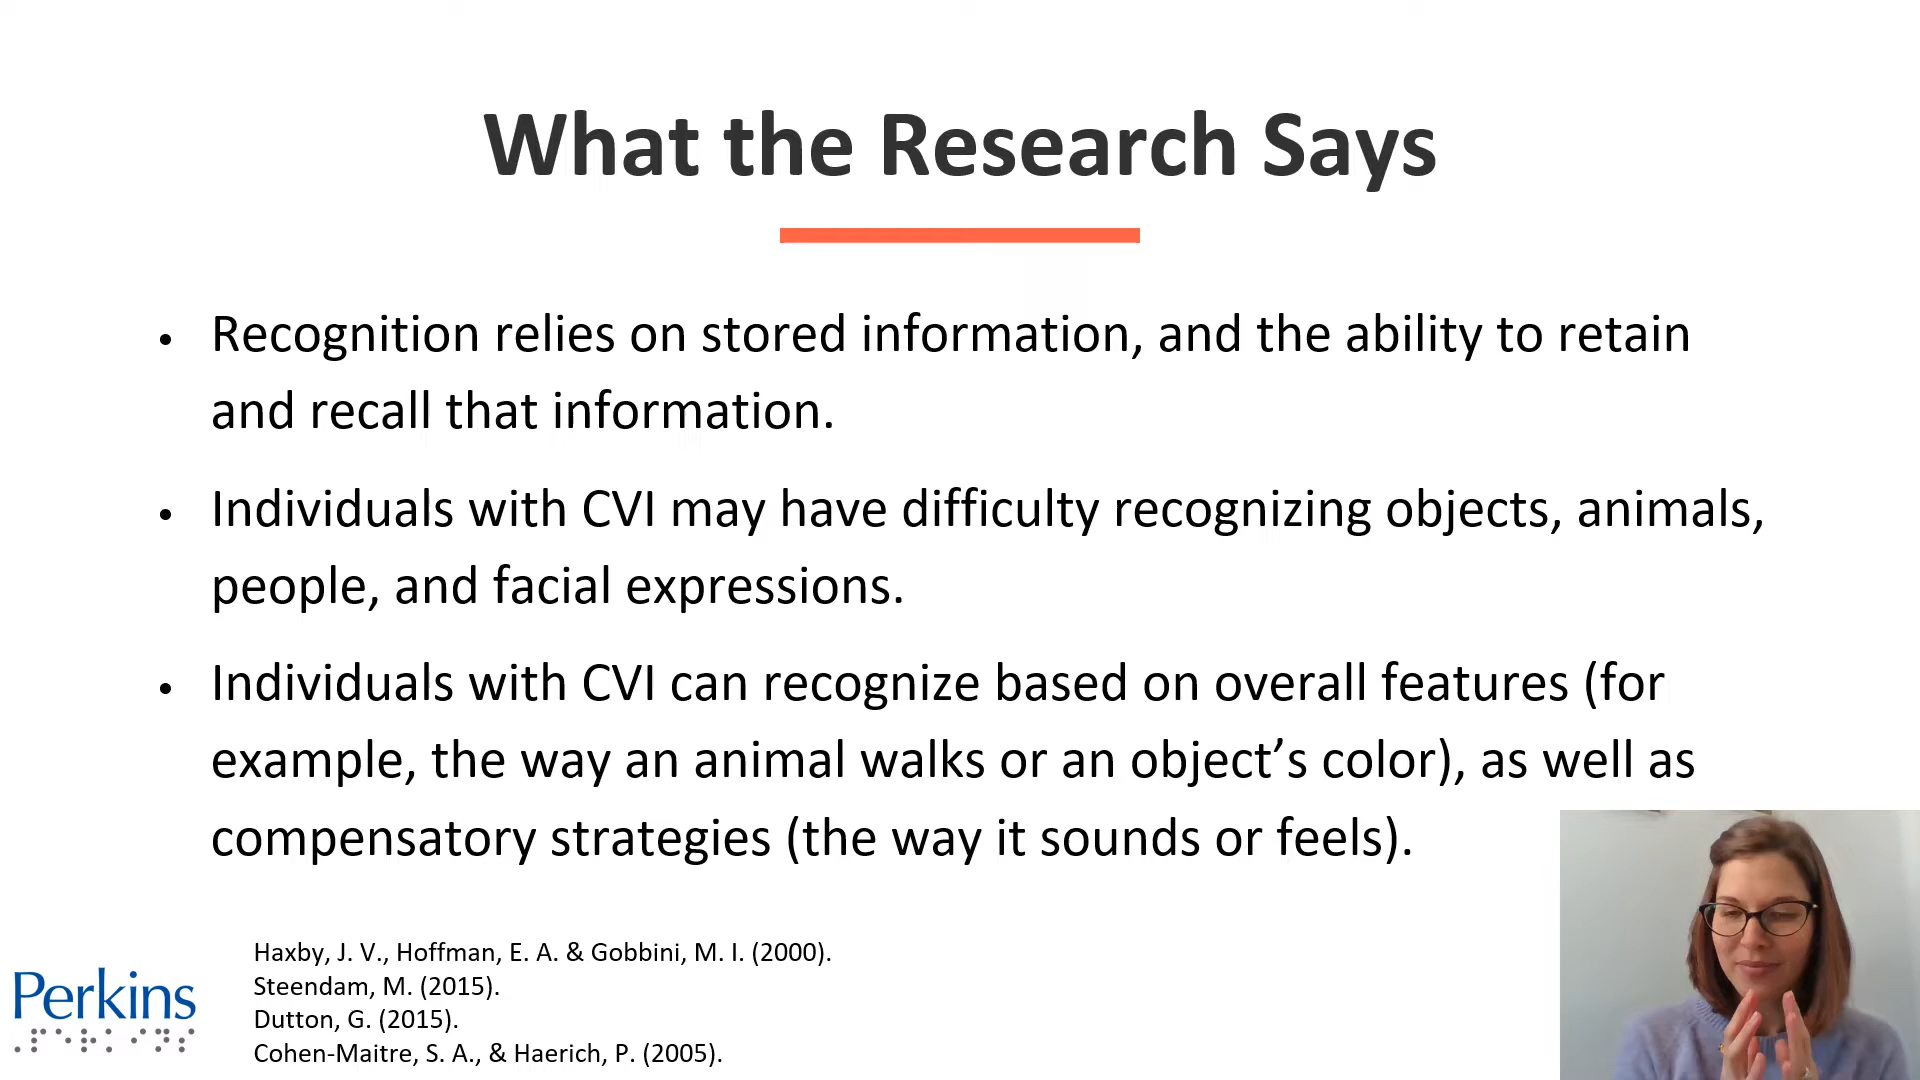 What the Research Says
• Recognition relies on stored information, and the ability to retain
and recall that information.
• Individuals with CVI may have difficulty recognizing objects, animals,
people, and facial expressions.
• Individuals with CVI can recognize based on overall features (for
example, the way an animal walks or an object’s color), as well as
compensatory strategies (the way it sounds or feels).
Haxby, J. V., Hoffman, E. A. & Gobbini, M. I. (2000).
Steendam, M. (2015).
Dutton, G. (2015).
Cohen-Maitre, S. A., & Haerich, P. (2005).
Perkins
⠠⠏⠑⠗⠅⠊⠝⠎